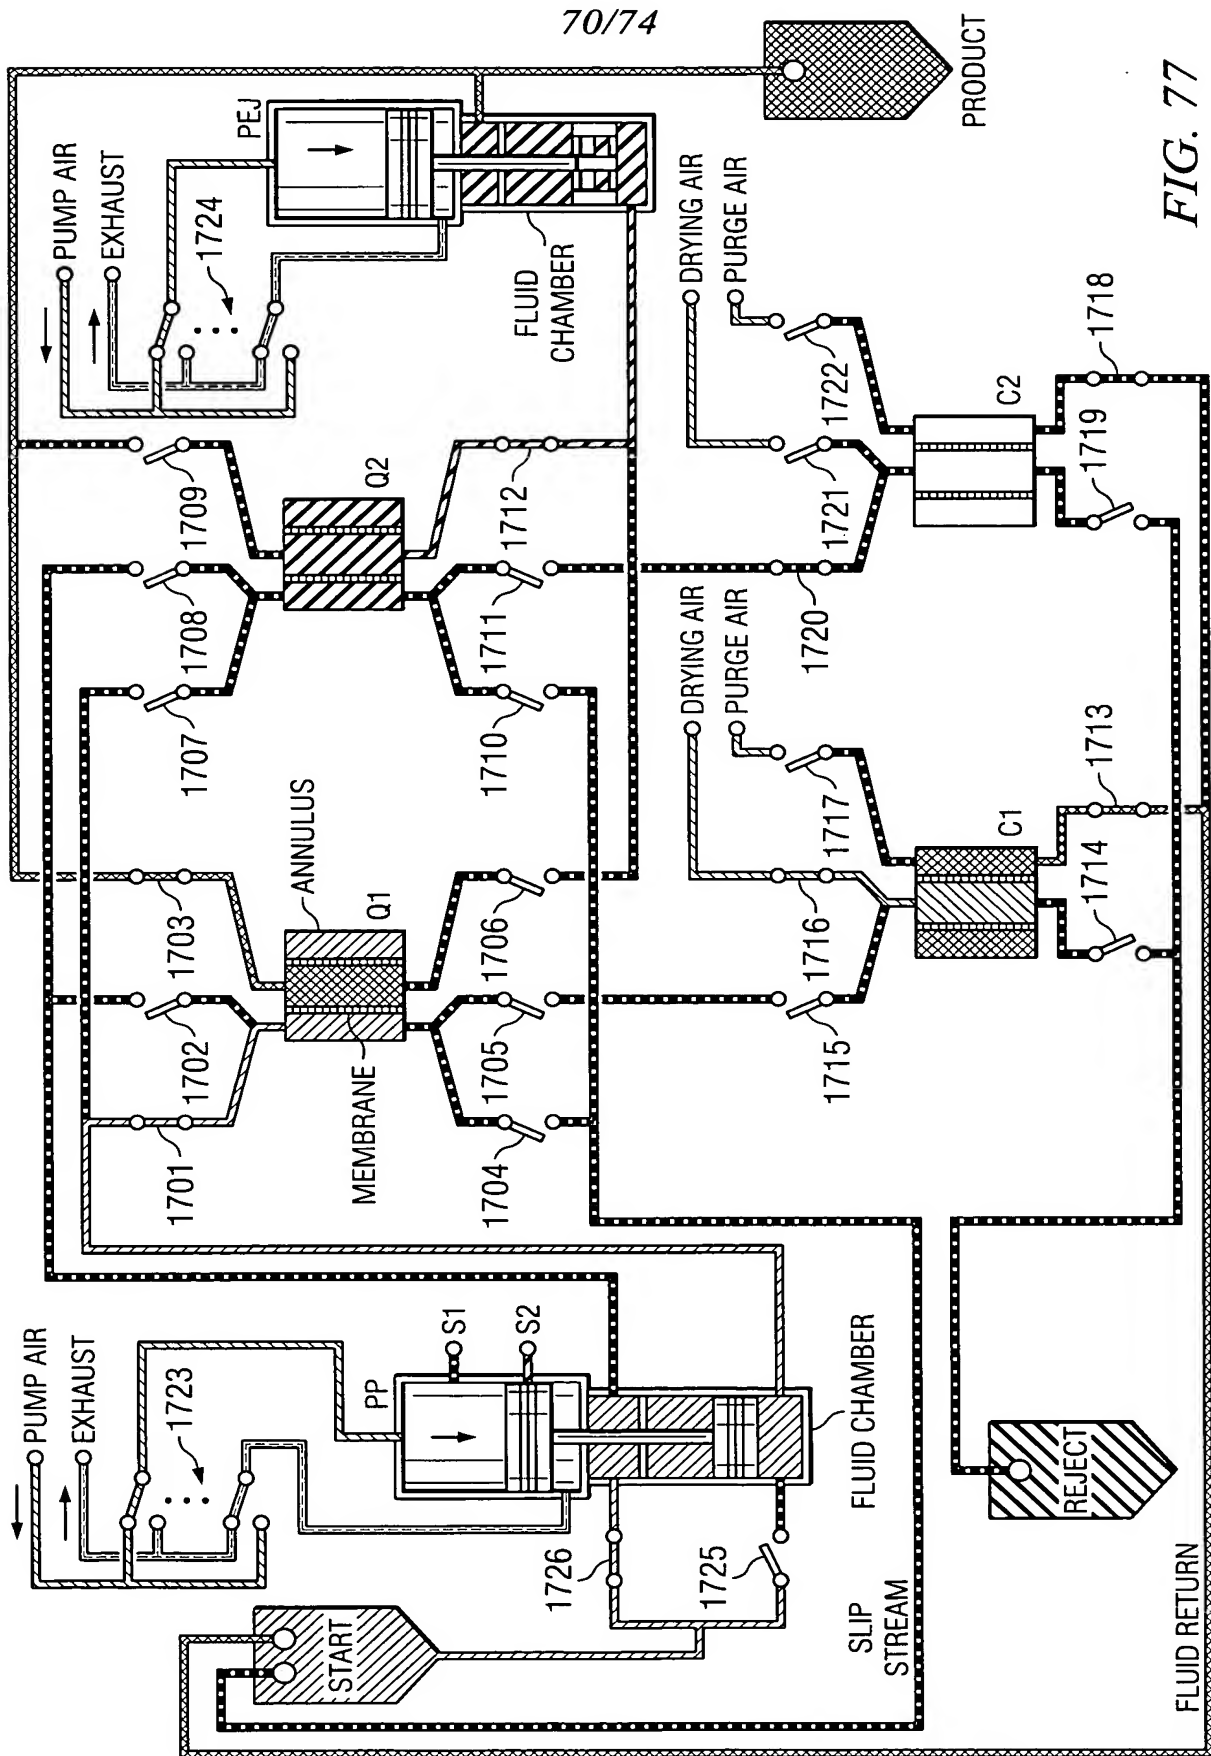 70/74
PUMP AIR
EXHAUST
1723
PP
S1
S2
START
1726
1725
FLUID CHAMBER
SLIP
STREAM
REJECT
FLUID RETURN
1701
1702
1703
MEMBRANE
ANNULUS
Q1
1704
1705
1706
1707
1708
1709
Q2
1710
1711
1712
PUMP AIR
EXHAUST
1724
PEJ
FLUID
CHAMBER
PRODUCT
DRYING AIR
PURGE AIR
1715
1716
1717
C1
1714
1713
DRYING AIR
PURGE AIR
1720
1721
1722
C2
1719
1718
FIG. 77